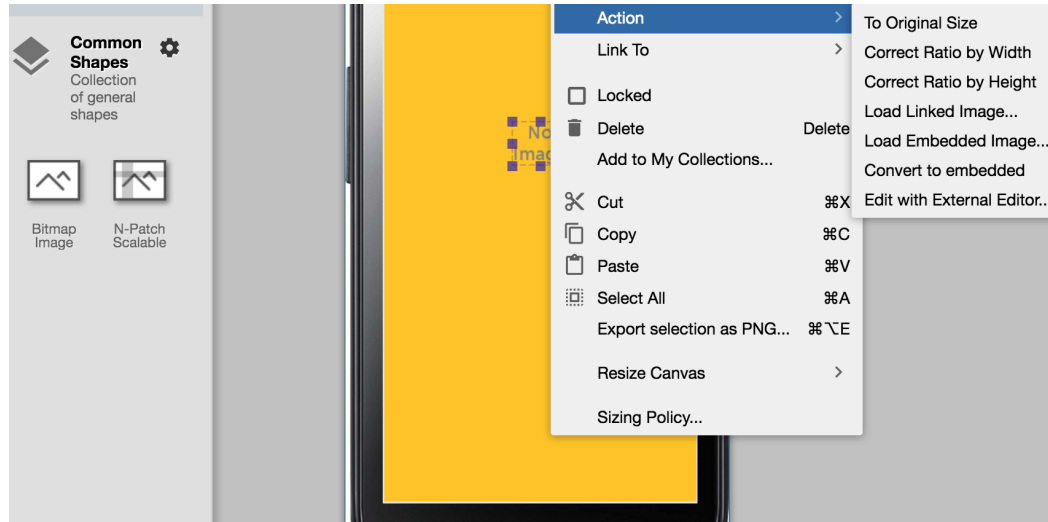 Common
Shapes
Collection
of general
shapes
Bitmap
Image
N-Patch
Scalable
No
Imag
Action
Link To
Locked
Delete Delete
Add to My Collections...
Cut ⌘X
Copy ⌘C
Paste ⌘V
Select All ⌘A
Export selection as PNG... ⌘⌥E
Resize Canvas
Sizing Policy...
To Original Size
Correct Ratio by Width
Correct Ratio by Height
Load Linked Image...
Load Embedded Image...
Convert to embedded
Edit with External Editor..